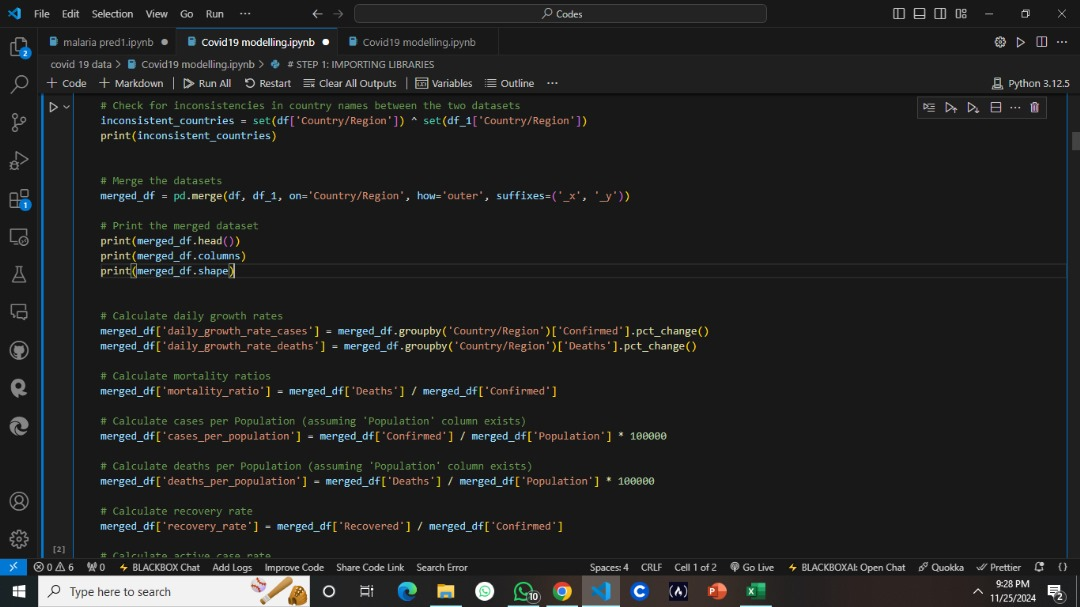 File Edit Selection View Go Run ··· Codes
malaria pred1.ipynb Covid19 modelling.ipynb Covid19 modelling.ipynb
covid 19 data > Covid19 modelling.ipynb > # STEP 1: IMPORTING LIBRARIES
+ Code + Markdown Run All Restart Clear All Outputs Variables Outline ··· Python 3.12.5
# Check for inconsistencies in country names between the two datasets
inconsistent_countries = set(df['Country/Region']) ^ set(df_1['Country/Region'])
print(inconsistent_countries)
# Merge the datasets
merged_df = pd.merge(df, df_1, on='Country/Region', how='outer', suffixes=('_x', '_y'))
# Print the merged dataset
print(merged_df.head())
print(merged_df.columns)
print(merged_df.shape)
# Calculate daily growth rates
merged_df['daily_growth_rate_cases'] = merged_df.groupby('Country/Region')['Confirmed'].pct_change()
merged_df['daily_growth_rate_deaths'] = merged_df.groupby('Country/Region')['Deaths'].pct_change()
# Calculate mortality ratios
merged_df['mortality_ratio'] = merged_df['Deaths'] / merged_df['Confirmed']
# Calculate cases per Population (assuming 'Population' column exists)
merged_df['cases_per_population'] = merged_df['Confirmed'] / merged_df['Population'] * 100000
# Calculate deaths per Population (assuming 'Population' column exists)
merged_df['deaths_per_population'] = merged_df['Deaths'] / merged_df['Population'] * 100000
# Calculate recovery rate
merged_df['recovery_rate'] = merged_df['Recovered'] / merged_df['Confirmed']
[2]
# Calculate active case rate
0 6 0 BLACKBOX Chat Add Logs Improve Code Share Code Link Search Error Spaces: 4 CRLF Cell 1 of 2 Go Live BLACKBOXAI: Open Chat Quokka Prettier
Type here to search 10 9:28 PM
11/25/2024 2